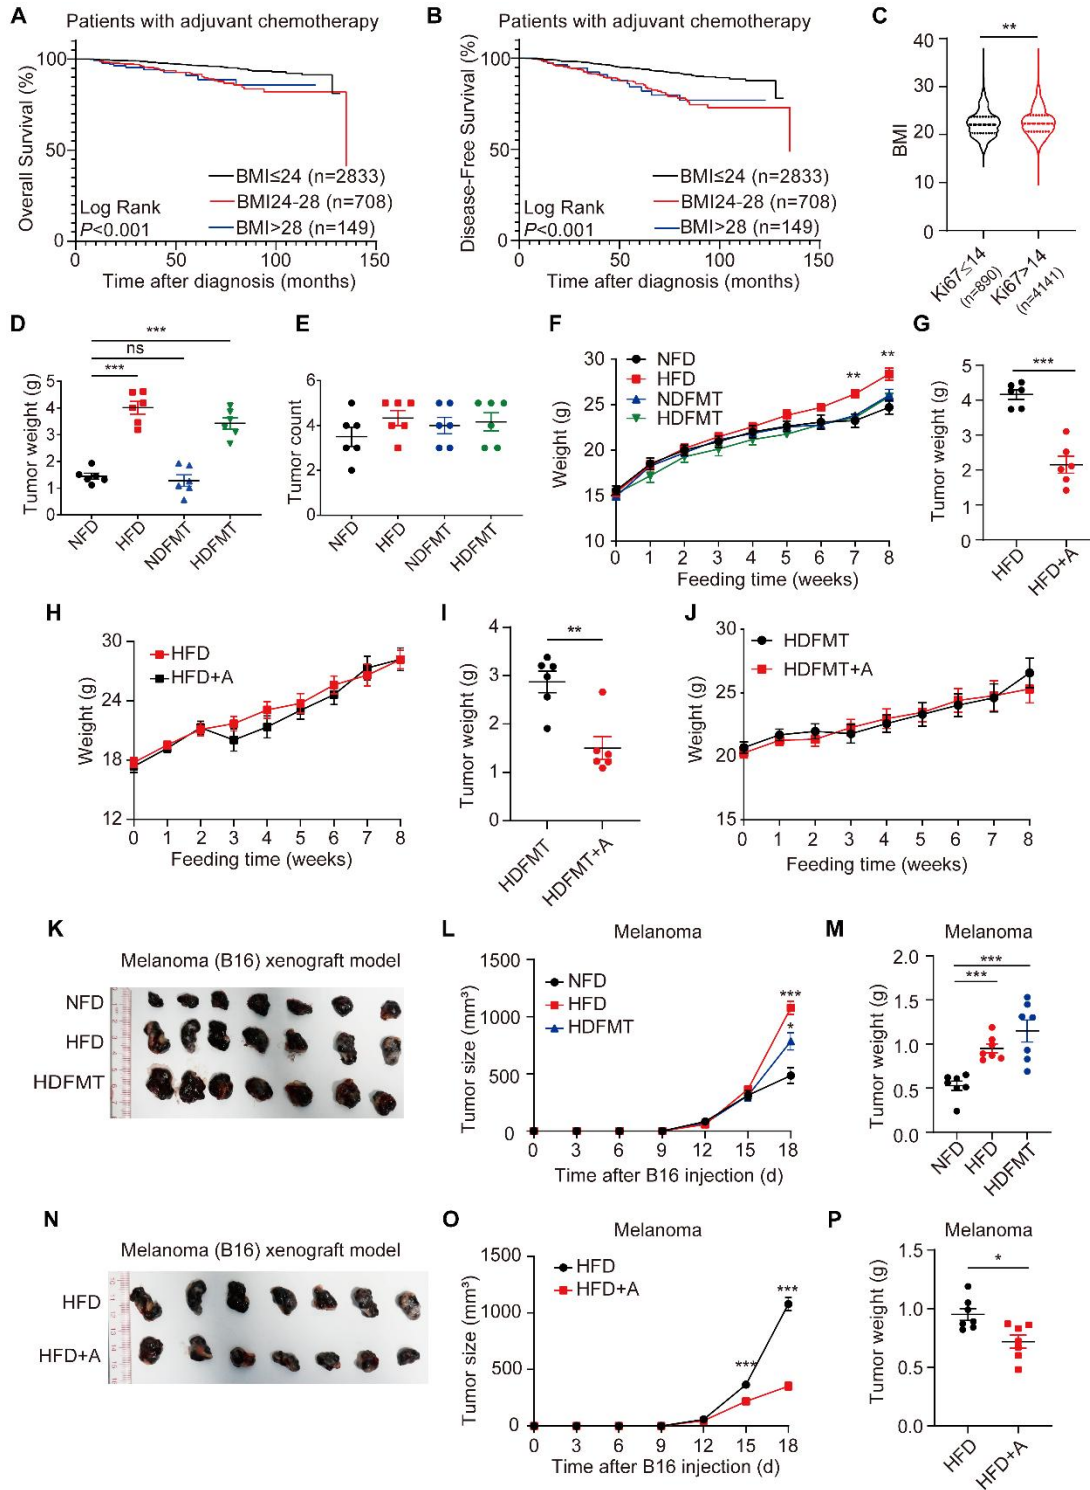 A
Patients with adjuvant chemotherapy
Overall Survival (%)
100
50
0
BMI≤24 (n=2833)
BMI24-28 (n=708)
BMI>28 (n=149)
Log Rank
P<0.001
0 50 100 150
Time after diagnosis (months)
B
Patients with adjuvant chemotherapy
Disease-Free Survival (%)
100
50
0
BMI≤24 (n=2833)
BMI24-28 (n=708)
BMI>28 (n=149)
Log Rank
P<0.001
0 50 100 150
Time after diagnosis (months)
C
**
BMI
40
30
20
10
0
Ki67≤14
(n=890)
Ki67>14
(n=4141)
D
***
ns
***
Tumor weight (g)
5
4
3
2
1
0
NFD HFD NDFMT HDFMT
E
Tumor count
6
4
2
0
NFD HFD NDFMT HDFMT
F
NFD
HFD
NDFMT
HDFMT
** **
Weight (g)
30
25
20
15
10
0 1 2 3 4 5 6 7 8
Feeding time (weeks)
G
***
Tumor weight (g)
5
4
3
2
1
0
HFD HFD+A
H
HFD
HFD+A
Weight (g)
30
24
18
12
0 1 2 3 4 5 6 7 8
Feeding time (weeks)
I
**
Tumor weight (g)
4
3
2
1
0
HDFMT HDFMT+A
J
HDFMT
HDFMT+A
Weight (g)
30
25
20
15
0 1 2 3 4 5 6 7 8
Feeding time (weeks)
K
Melanoma (B16) xenograft model
NFD
HFD
HDFMT
L
Melanoma
NFD
HFD
HDFMT
***
*
Tumor size (mm³)
1500
1000
500
0
0 3 6 9 12 15 18
Time after B16 injection (d)
M
Melanoma
***
***
Tumor weight (g)
2.0
1.5
1.0
0.5
0.0
NFD HFD HDFMT
N
Melanoma (B16) xenograft model
HFD
HFD+A
O
Melanoma
HFD
HFD+A
***
***
Tumor size (mm³)
1500
1000
500
0
0 3 6 9 12 15 18
Time after B16 injection (d)
P
Melanoma
*
Tumor weight (g)
1.5
1.0
0.5
0.0
HFD HFD+A